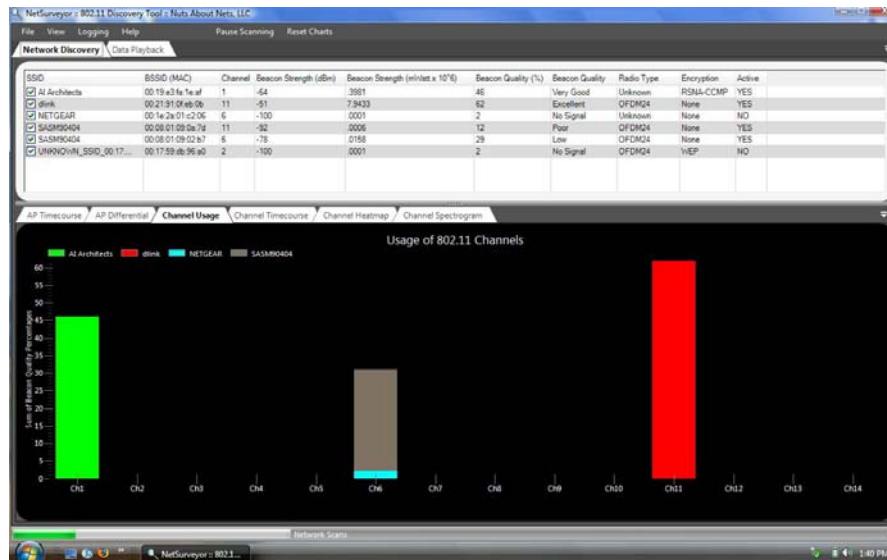 NetSurveyor :: 802.11 Discovery Tool :: Nuts About Nets, LLC
File View Logging Help Pause Scanning Reset Charts
Network Discovery Data Playback
SSID BSSID (MAC) Channel Beacon Strength (dBm) Beacon Strength (mWatt x 10^6) Beacon Quality (%) Beacon Quality Radio Type Encryption Active
AI Architects 00:19:e3:fa:1e:af 1 -64 .3981 46 Very Good Unknown RSNA-CCMP YES
dlink 00:21:91:0f:eb:0b 11 -51 7.9433 62 Excellent OFDM24 None YES
NETGEAR 00:1e:2a:01:c2:06 6 -100 .0001 2 No Signal Unknown None NO
SASM90404 00:08:01:09:0a:7d 11 -92 .0006 12 Poor OFDM24 None YES
SASM90404 00:08:01:09:02:b7 6 -78 .0158 29 Low OFDM24 None YES
UNKNOWN_SSID_00:17... 00:17:59:db:96:a0 2 -100 .0001 2 No Signal OFDM24 WEP NO
AP Timecourse AP Differential Channel Usage Channel Timecourse Channel Heatmap Channel Spectrogram
Usage of 802.11 Channels
AI Architects dlink NETGEAR SASM90404
Sum of Beacon Quality Percentages
60
55
50
45
40
35
30
25
20
15
10
5
0
Ch1 Ch2 Ch3 Ch4 Ch5 Ch6 Ch7 Ch8 Ch9 Ch10 Ch11 Ch12 Ch13 Ch14
Network Scans
NetSurveyor :: 802.1... 1:40 PM